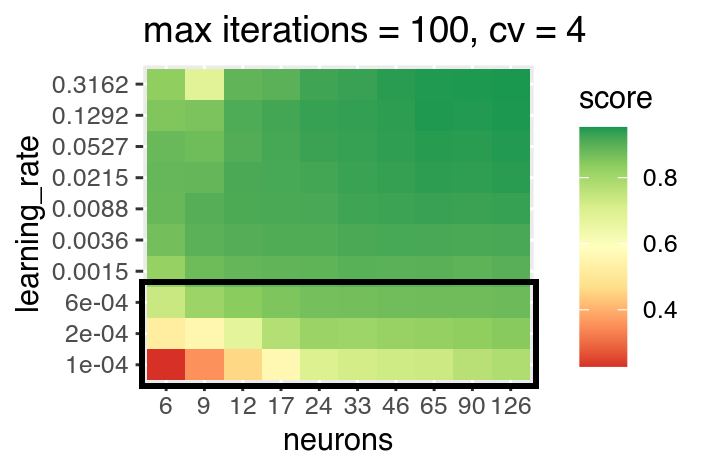 max iterations = 100, cv = 4
score
0.3162
0.1292
0.0527
0.0215
0.0088
0.0036
0.0015
6e-04
2e-04
1e-04
learning_rate
0.8
0.6
0.4
6 9 12 17 24 33 46 65 90 126
neurons